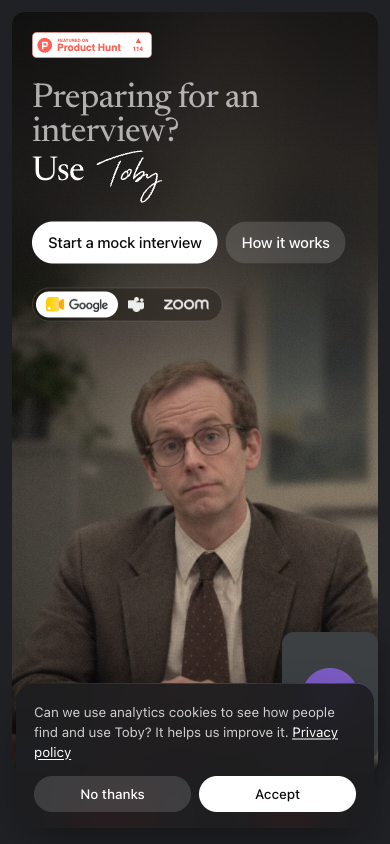 FEATURED ON
Product Hunt
114
Preparing for an
interview?
Use Toby
Start a mock interview
How it works
Google
zoom
Can we use analytics cookies to see how people
find and use Toby? It helps us improve it. Privacy
policy
No thanks
Accept